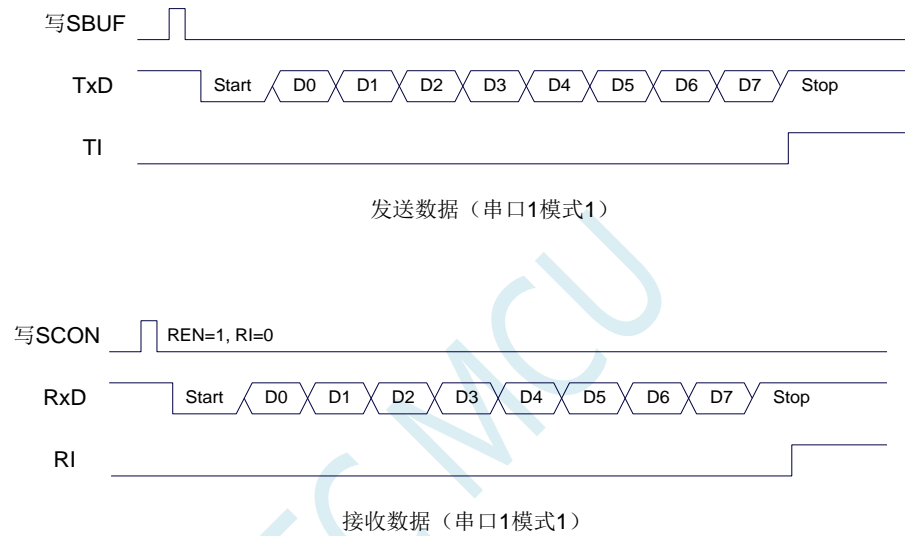 写SBUF
TxD Start D0 D1 D2 D3 D4 D5 D6 D7 Stop
TI
发送数据（串口1模式1）
写SCON REN=1, RI=0
RxD Start D0 D1 D2 D3 D4 D5 D6 D7 Stop
RI
接收数据（串口1模式1）
MCU